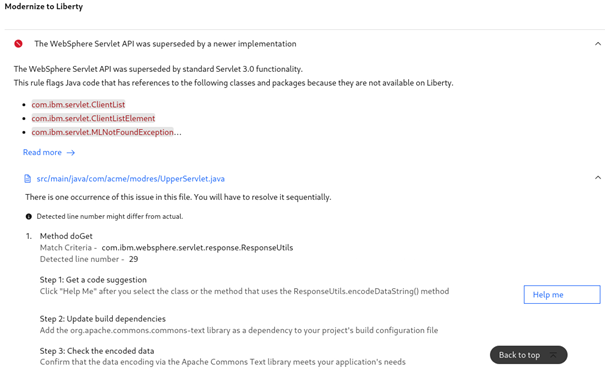 Modernize to Liberty
The WebSphere Servlet API was superseded by a newer implementation
The WebSphere Servlet API was superseded by standard Servlet 3.0 functionality.
This rule flags Java code that has references to the following classes and packages because they are not available on Liberty.
com.ibm.servlet.ClientList
com.ibm.servlet.ClientListElement
com.ibm.servlet.MLNotFoundException...
Read more →
src/main/java/com/acme/modres/UpperServlet.java
There is one occurrence of this issue in this file. You will have to resolve it sequentially.
Detected line number might differ from actual.
1. Method doGet
Match Criteria - com.ibm.websphere.servlet.response.ResponseUtils
Detected line number - 29
Step 1: Get a code suggestion
Click "Help Me" after you select the class or the method that uses the ResponseUtils.encodeDataString() method
Help me
Step 2: Update build dependencies
Add the org.apache.commons.commons-text library as a dependency to your project's build configuration file
Step 3: Check the encoded data
Confirm that the data encoding via the Apache Commons Text library meets your application's needs
Back to top